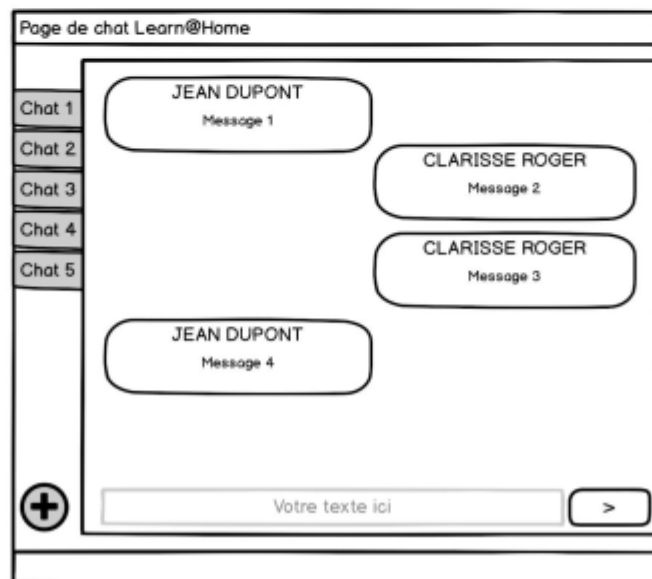 Page de chat Learn@Home
Chat 1
Chat 2
Chat 3
Chat 4
Chat 5
JEAN DUPONT
Message 1
CLARISSE ROGER
Message 2
CLARISSE ROGER
Message 3
JEAN DUPONT
Message 4
Votre texte ici
>